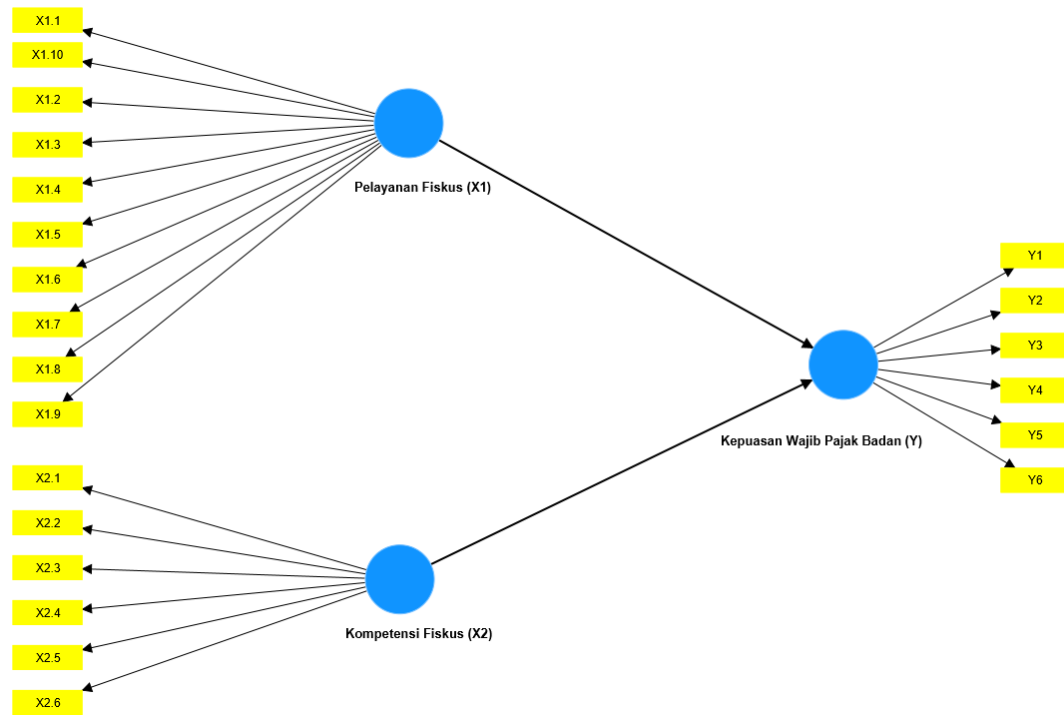 X1.1
X1.10
X1.2
X1.3
X1.4
X1.5
X1.6
X1.7
X1.8
X1.9
Pelayanan Fiskus (X1)
X2.1
X2.2
X2.3
X2.4
X2.5
X2.6
Kompetensi Fiskus (X2)
Kepuasan Wajib Pajak Badan (Y)
Y1
Y2
Y3
Y4
Y5
Y6